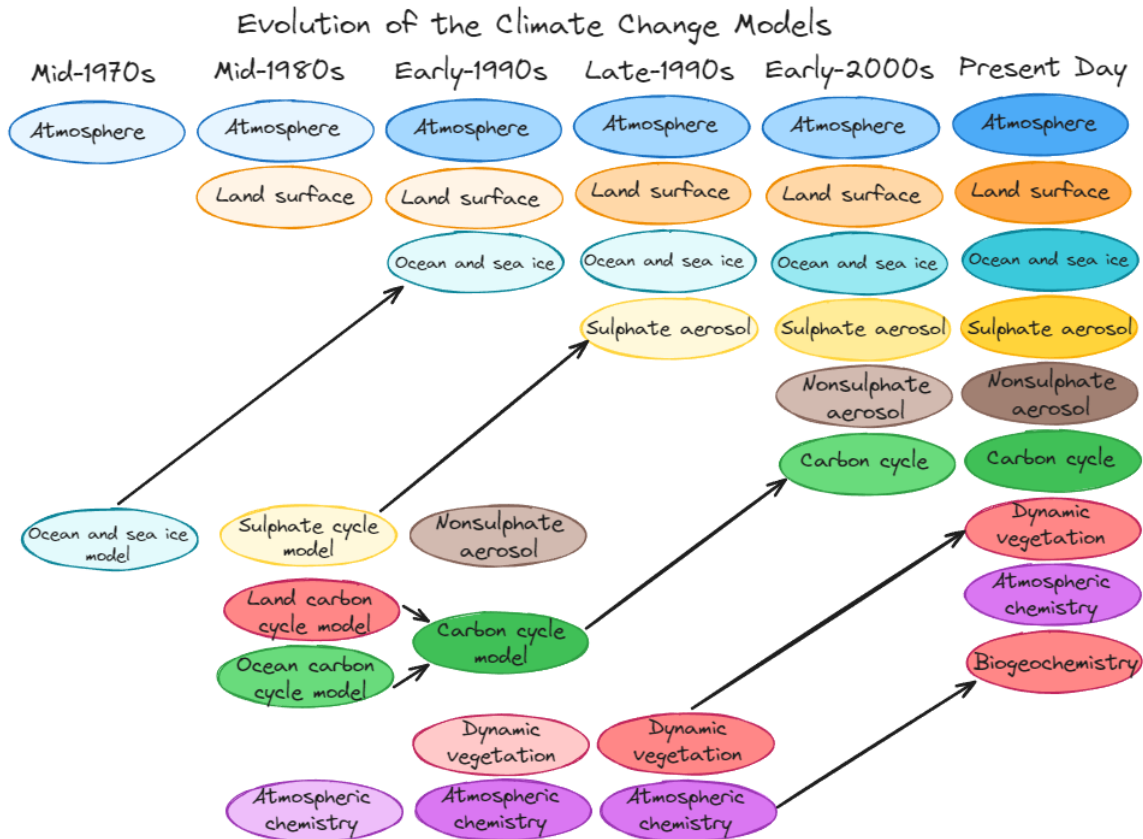 Evolution of the Climate Change Models
Mid-1970s
Mid-1980s
Early-1990s
Late-1990s
Early-2000s
Present Day
Atmosphere
Atmosphere
Atmosphere
Atmosphere
Atmosphere
Atmosphere
Land surface
Land surface
Land surface
Land surface
Land surface
Ocean and sea ice
Ocean and sea ice
Ocean and sea ice
Ocean and sea ice
Sulphate aerosol
Sulphate aerosol
Sulphate aerosol
Nonsulphate
aerosol
Nonsulphate
aerosol
Carbon cycle
Carbon cycle
Ocean and sea ice
model
Sulphate cycle
model
Nonsulphate
aerosol
Dynamic
vegetation
Land carbon
cycle model
Carbon cycle
model
Atmospheric
chemistry
Ocean carbon
cycle model
Biogeochemistry
Dynamic
vegetation
Dynamic
vegetation
Atmospheric
chemistry
Atmospheric
chemistry
Atmospheric
chemistry